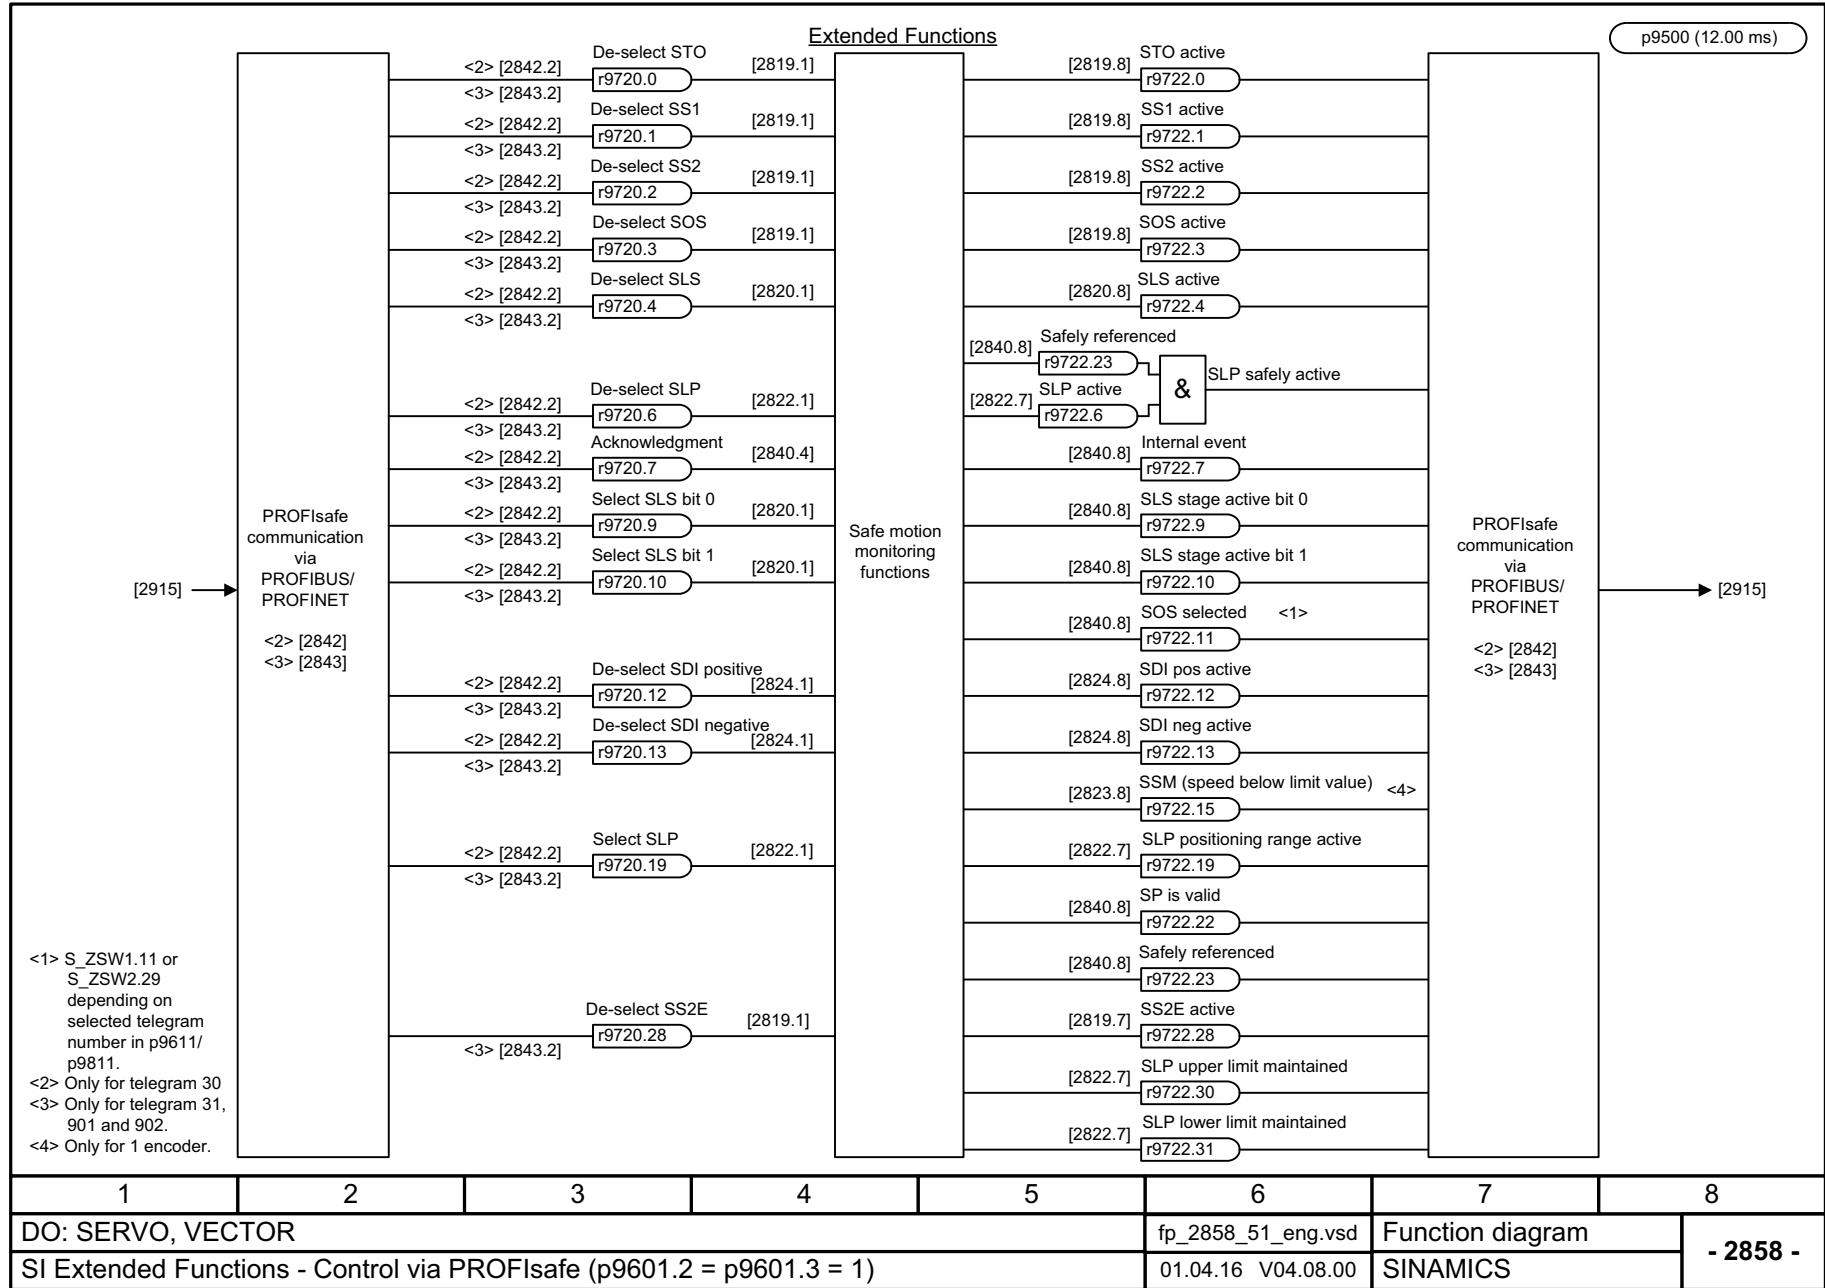 Extended Functions
p9500 (12.00 ms)
[2915]
PROFIsafe
communication
via
PROFIBUS/
PROFINET
<2> [2842]
<3> [2843]
<2> [2842.2]
<3> [2843.2]
De-select STO
r9720.0
[2819.1]
<2> [2842.2]
<3> [2843.2]
De-select SS1
r9720.1
[2819.1]
<2> [2842.2]
<3> [2843.2]
De-select SS2
r9720.2
[2819.1]
<2> [2842.2]
<3> [2843.2]
De-select SOS
r9720.3
[2819.1]
<2> [2842.2]
<3> [2843.2]
De-select SLS
r9720.4
[2820.1]
<2> [2842.2]
<3> [2843.2]
De-select SLP
r9720.6
[2822.1]
<2> [2842.2]
<3> [2843.2]
Acknowledgment
r9720.7
[2840.4]
<2> [2842.2]
<3> [2843.2]
Select SLS bit 0
r9720.9
[2820.1]
<2> [2842.2]
<3> [2843.2]
Select SLS bit 1
r9720.10
[2820.1]
<2> [2842.2]
<3> [2843.2]
De-select SDI positive
r9720.12
[2824.1]
<2> [2842.2]
<3> [2843.2]
De-select SDI negative
r9720.13
[2824.1]
<2> [2842.2]
<3> [2843.2]
Select SLP
r9720.19
[2822.1]
<3> [2843.2]
De-select SS2E
r9720.28
[2819.1]
Safe motion
monitoring
functions
[2819.8]
STO active
r9722.0
[2819.8]
SS1 active
r9722.1
[2819.8]
SS2 active
r9722.2
[2819.8]
SOS active
r9722.3
[2820.8]
SLS active
r9722.4
[2840.8]
Safely referenced
r9722.23
[2822.7]
SLP active
r9722.6
&
SLP safely active
[2840.8]
Internal event
r9722.7
[2840.8]
SLS stage active bit 0
r9722.9
[2840.8]
SLS stage active bit 1
r9722.10
[2840.8]
SOS selected <1>
r9722.11
[2824.8]
SDI pos active
r9722.12
[2824.8]
SDI neg active
r9722.13
[2823.8]
SSM (speed below limit value) <4>
r9722.15
[2822.7]
SLP positioning range active
r9722.19
[2840.8]
SP is valid
r9722.22
[2840.8]
Safely referenced
r9722.23
[2819.7]
SS2E active
r9722.28
[2822.7]
SLP upper limit maintained
r9722.30
[2822.7]
SLP lower limit maintained
r9722.31
PROFIsafe
communication
via
PROFIBUS/
PROFINET
<2> [2842]
<3> [2843]
[2915]
<1> S_ZSW1.11 or
S_ZSW2.29
depending on
selected telegram
number in p9611/
p9811.
<2> Only for telegram 30
<3> Only for telegram 31,
901 and 902.
<4> Only for 1 encoder.
1 2 3 4 5 6 7 8
DO: SERVO, VECTOR
fp_2858_51_eng.vsd
Function diagram
- 2858 -
SI Extended Functions - Control via PROFIsafe (p9601.2 = p9601.3 = 1)
01.04.16 V04.08.00
SINAMICS